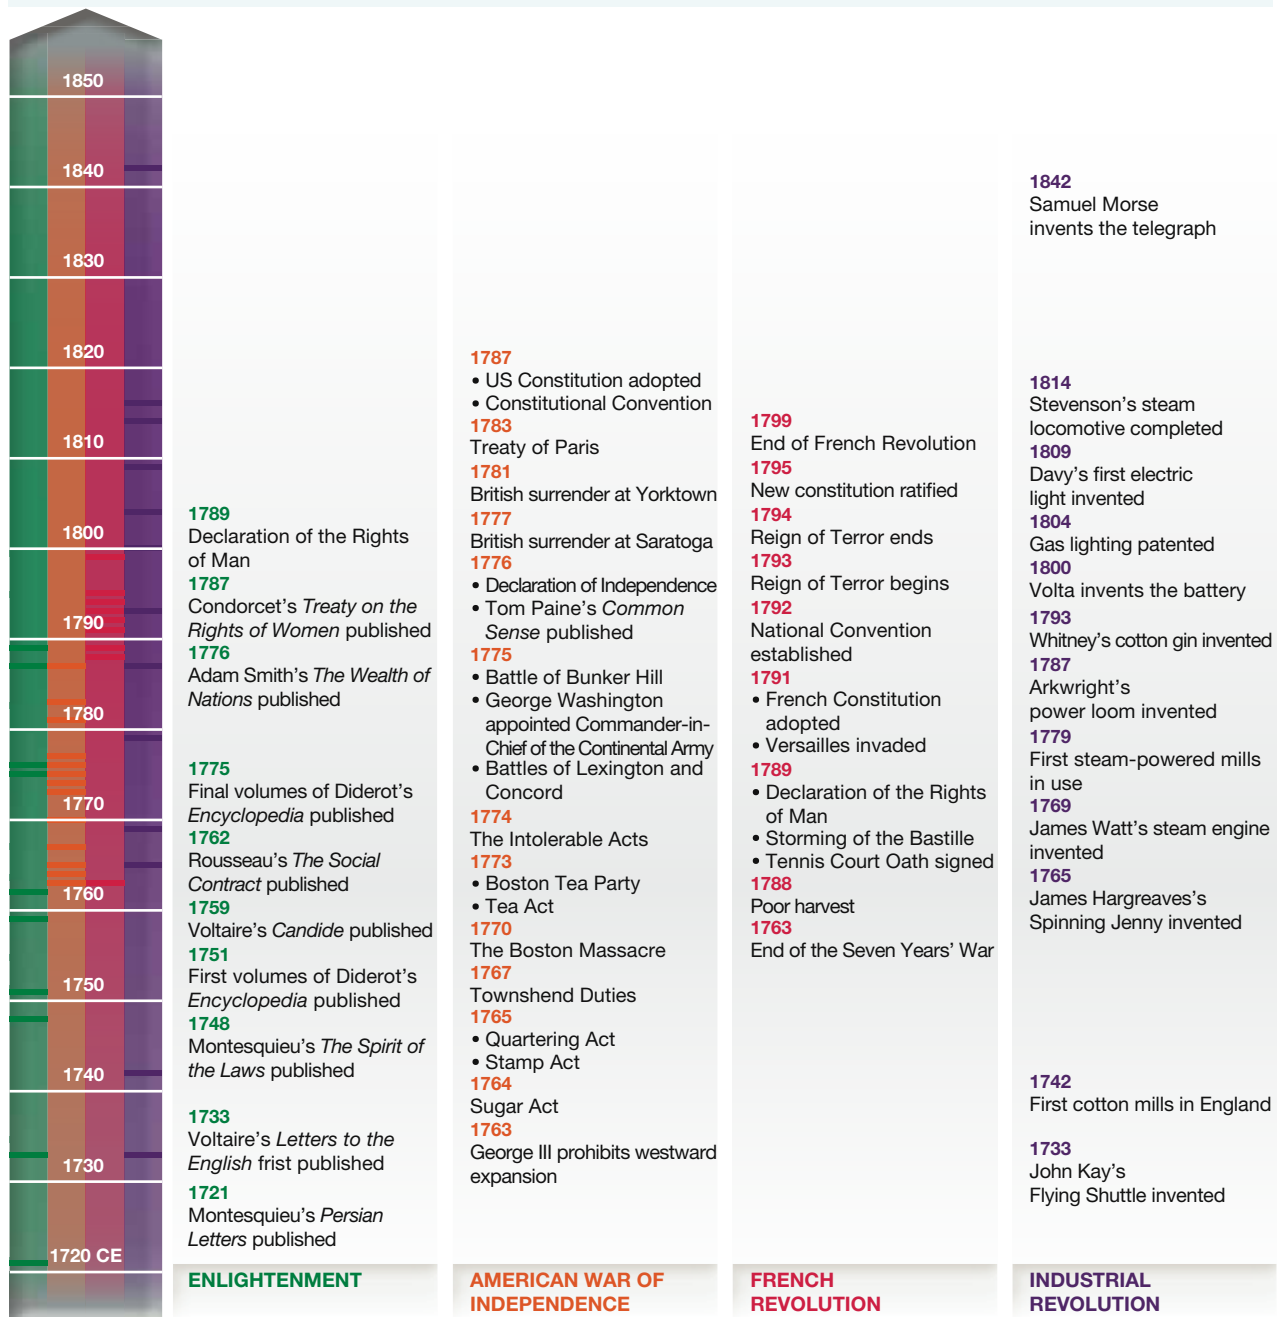 1850
1840
1830
1820
1810
1800
1790
1780
1770
1760
1750
1740
1730
1720 CE
1789
Declaration of the Rights
of Man
1787
Condorcet's Treaty on the
Rights of Women published
1776
Adam Smith's The Wealth of
Nations published
1775
Final volumes of Diderot's
Encyclopedia published
1762
Rousseau's The Social
Contract published
1759
Voltaire's Candide published
1751
First volumes of Diderot's
Encyclopedia published
1748
Montesquieu's The Spirit of
the Laws published
1733
Voltaire's Letters to the
English frist published
1721
Montesquieu's Persian
Letters published
ENLIGHTENMENT
1787
• US Constitution adopted
• Constitutional Convention
1783
Treaty of Paris
1781
British surrender at Yorktown
1777
British surrender at Saratoga
1776
• Declaration of Independence
• Tom Paine's Common
Sense published
1775
• Battle of Bunker Hill
• George Washington
appointed Commander-in-
Chief of the Continental Army
• Battles of Lexington and
Concord
1774
The Intolerable Acts
1773
• Boston Tea Party
• Tea Act
1770
The Boston Massacre
1767
Townshend Duties
1765
• Quartering Act
• Stamp Act
1764
Sugar Act
1763
George III prohibits westward
expansion
AMERICAN WAR OF
INDEPENDENCE
1799
End of French Revolution
1795
New constitution ratified
1794
Reign of Terror ends
1793
Reign of Terror begins
1792
National Convention
established
1791
• French Constitution
adopted
• Versailles invaded
1789
• Declaration of the Rights
of Man
• Storming of the Bastille
• Tennis Court Oath signed
1788
Poor harvest
1763
End of the Seven Years' War
FRENCH
REVOLUTION
1842
Samuel Morse
invents the telegraph
1814
Stevenson's steam
locomotive completed
1809
Davy's first electric
light invented
1804
Gas lighting patented
1800
Volta invents the battery
1793
Whitney's cotton gin invented
1787
Arkwright's
power loom invented
1779
First steam-powered mills
in use
1769
James Watt's steam engine
invented
1765
James Hargreaves's
Spinning Jenny invented
1742
First cotton mills in England
1733
John Kay's
Flying Shuttle invented
INDUSTRIAL
REVOLUTION